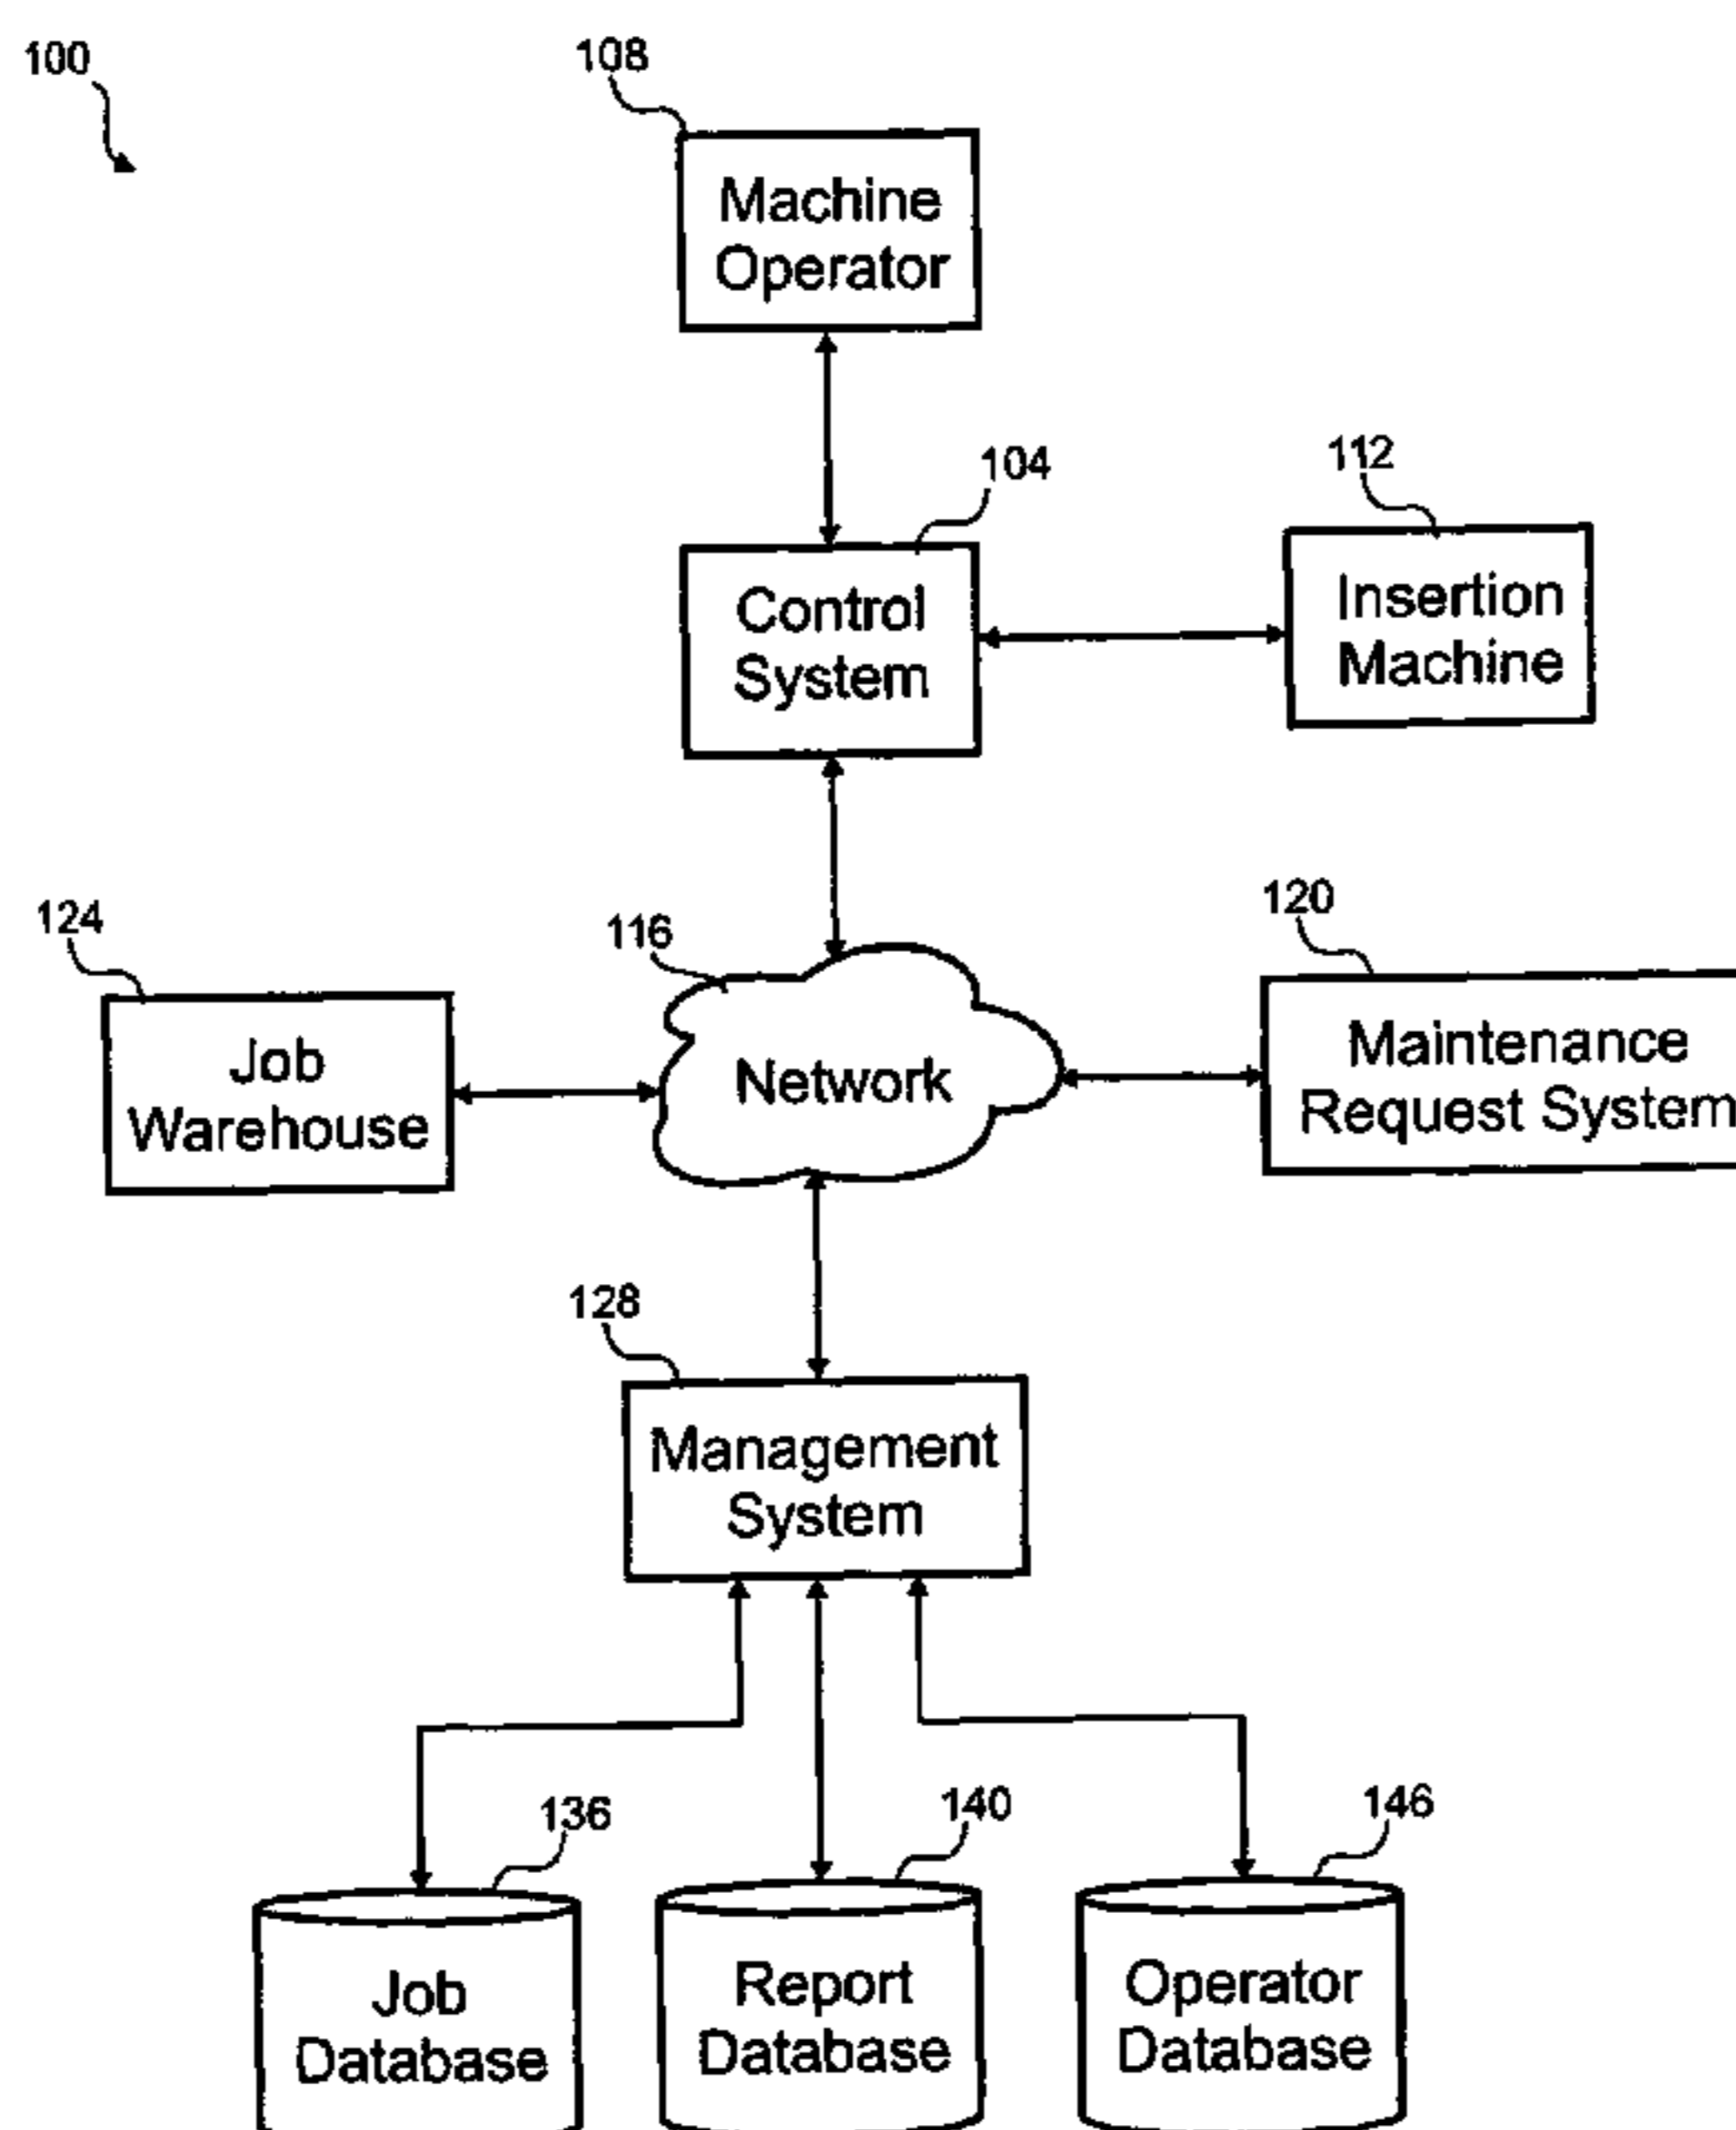 100
108
Machine
Operator
104
Control
System
112
Insertion
Machine
124
Job
Warehouse
116
Network
120
Maintenance
Request System
128
Management
System
136
Job
Database
140
Report
Database
146
Operator
Database